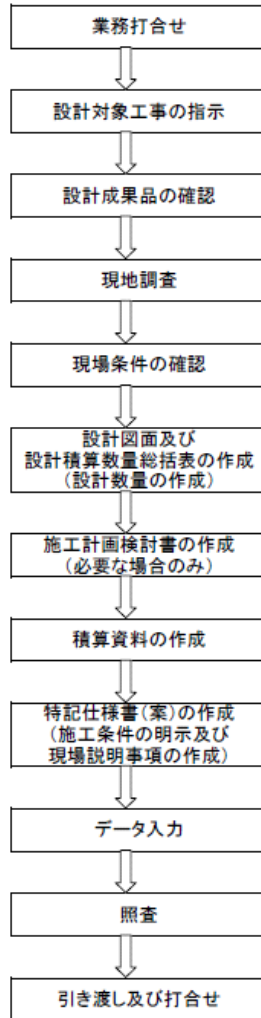 業務打合せ
設計対象工事の指示
設計成果品の確認
現地調査
現場条件の確認
設計図面及び
設計積算数量総括表の作成
(設計数量の作成)
施工計画検討書の作成
(必要な場合のみ)
積算資料の作成
特記仕様書(案)の作成
(施工条件の明示及び
現場説明事項の作成)
データ入力
照査
引き渡し及び打合せ